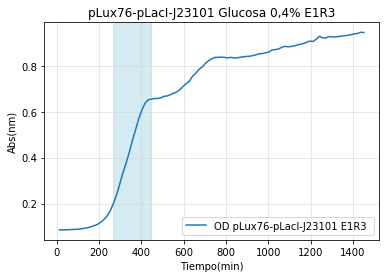 pLux76-pLacI-J23101 Glucosa 0,4% E1R3
Abs(nm)
0.8
0.6
0.4
0.2
OD pLux76-pLacI-J23101 E1R3
0 200 400 600 800 1000 1200 1400
Tiempo(min)